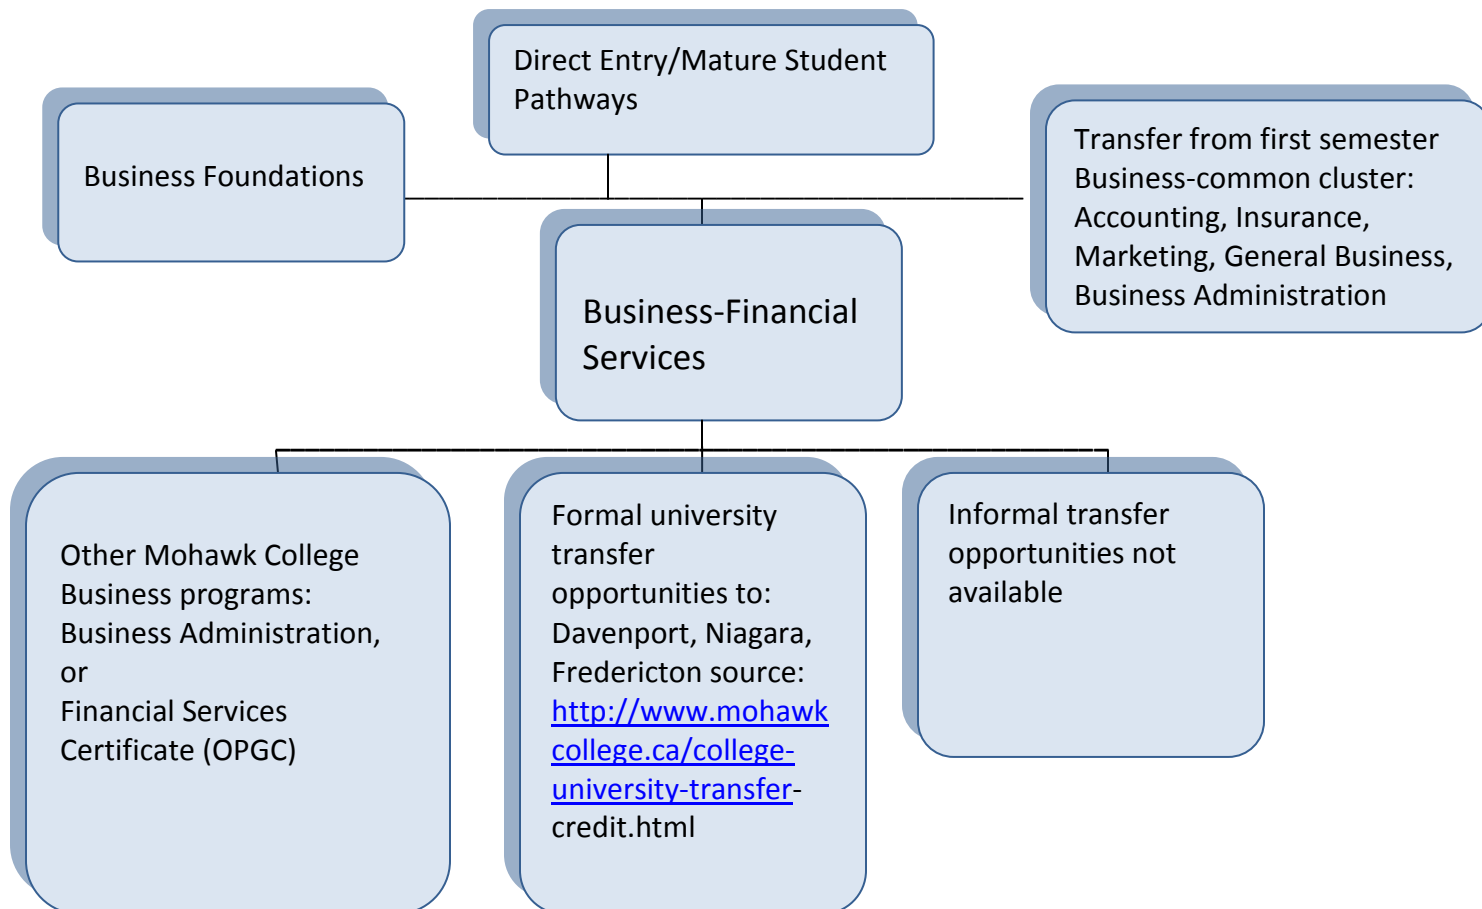 Direct Entry/Mature Student
Pathways
Business Foundations
Transfer from first semester
Business-common cluster:
Accounting, Insurance,
Marketing, General Business,
Business Administration
Business-Financial
Services
Other Mohawk College
Business programs:
Business Administration,
or
Financial Services
Certificate (OPGC)
Formal university
transfer
opportunities to:
Davenport, Niagara,
Fredericton source:
http://www.mohawk
college.ca/college-
university-transfer-
credit.html
Informal transfer
opportunities not
available